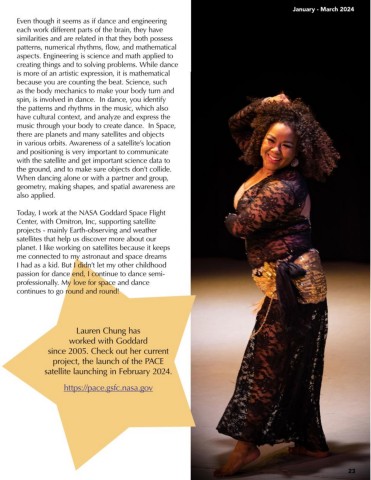 January - March 2024
Even though it seems as if dance and engineering
each work different parts of the brain, they have
similarities and are related in that they both possess
patterns, numerical rhythms, flow, and mathematical
aspects. Engineering is science and math applied to
creating things and to solving problems. While dance
is more of an artistic expression, it is mathematical
because you are counting the beat. Science, such
as the body mechanics to make your body turn and
spin, is involved in dance. In dance, you identify
the patterns and rhythms in the music, which also
have cultural context, and analyze and express the
music through your body to create dance. In Space,
there are planets and many satellites and objects
in various orbits. Awareness of a satellite's location
and positioning is very important to communicate
with the satellite and get important science data to
the ground, and to make sure objects don't collide.
When dancing alone or with a partner and group,
geometry, making shapes, and spatial awareness are
also applied.
Today, I work at the NASA Goddard Space Flight
Center, with Omitron, Inc, supporting satellite
projects - mainly Earth-observing and weather
satellites that help us discover more about our
planet. I like working on satellites because it keeps
me connected to my astronaut and space dreams
I had as a kid. But I didn't let my other childhood
passion for dance end, I continue to dance semi-
professionally. My love for space and dance
continues to go round and round!
Lauren Chung has
worked with Goddard
since 2005. Check out her current
project, the launch of the PACE
satellite launching in February 2024.
https://pace.gsfc.nasa.gov
23